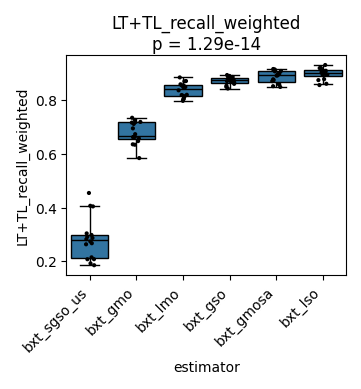 LT+TL_recall_weighted
p = 1.29e-14
LT+TL_recall_weighted
0.8
0.6
0.4
0.2
bxt_sgso_us
bxt_gmo
bxt_lmo
bxt_gso
bxt_gmosa
bxt_lso
estimator